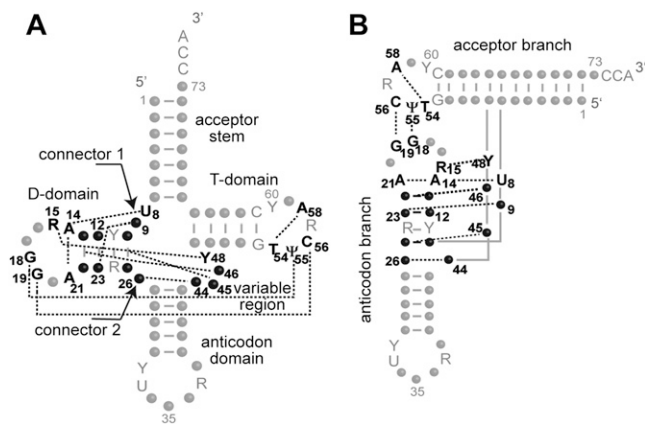 A
3'
A
C
C
73
5'
1
acceptor stem
connector 1
D-domain
T-domain
15
14
R
A
12
U8
9
Y
R
18
G
19
G
A
21
23
26
connector 2
60
C
Y
A
58
G
T
54
Ψ
55
C
56
Y48
46
45
44
variable region
anticodon domain
Y
U
35
R
B
58
A
60
Y
C
R
C
56
Ψ
55
T
54
G
acceptor branch
73
CCA
3'
5'
1
G
19
G
18
R
15
48
Y
21
A
A
14
U
8
46
23
12
9
R
Y
45
26
44
anticodon branch
Y
U
35
R